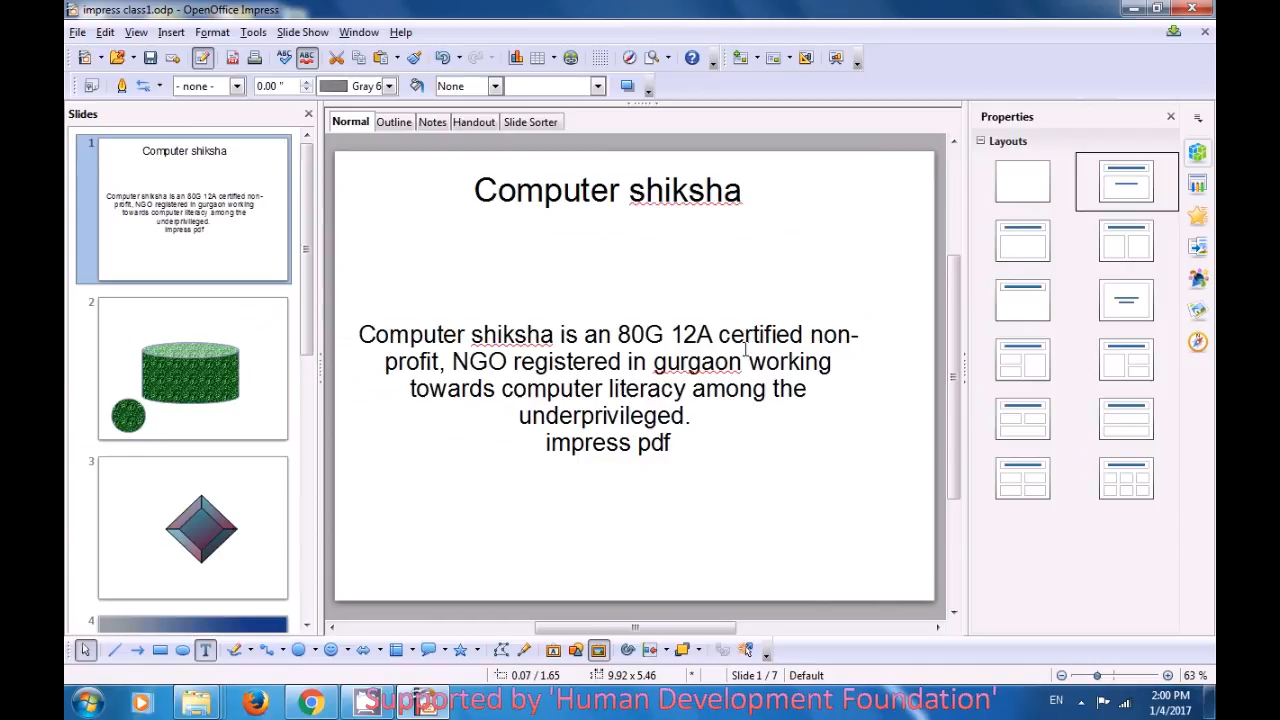 impress class1.odp - OpenOffice Impress
File Edit View Insert Format Tools Slide Show Window Help
- none - 0.00 " Gray 6 None
Slides
Normal Outline Notes Handout Slide Sorter
Properties
Layouts
1
Computer shiksha
Computer shiksha is an 80G 12A certified non-
profit, NGO registered in gurgaon working
towards computer literacy among the
underprivileged.
impress pdf
2
3
4
Computer shiksha
Computer shiksha is an 80G 12A certified non-
profit, NGO registered in gurgaon working
towards computer literacy among the
underprivileged.
impress pdf
0.07 / 1.65 9.92 x 5.46 * Slide 1 / 7 Default 63 %
Supported by 'Human Development Foundation'
EN 2:00 PM
1/4/2017